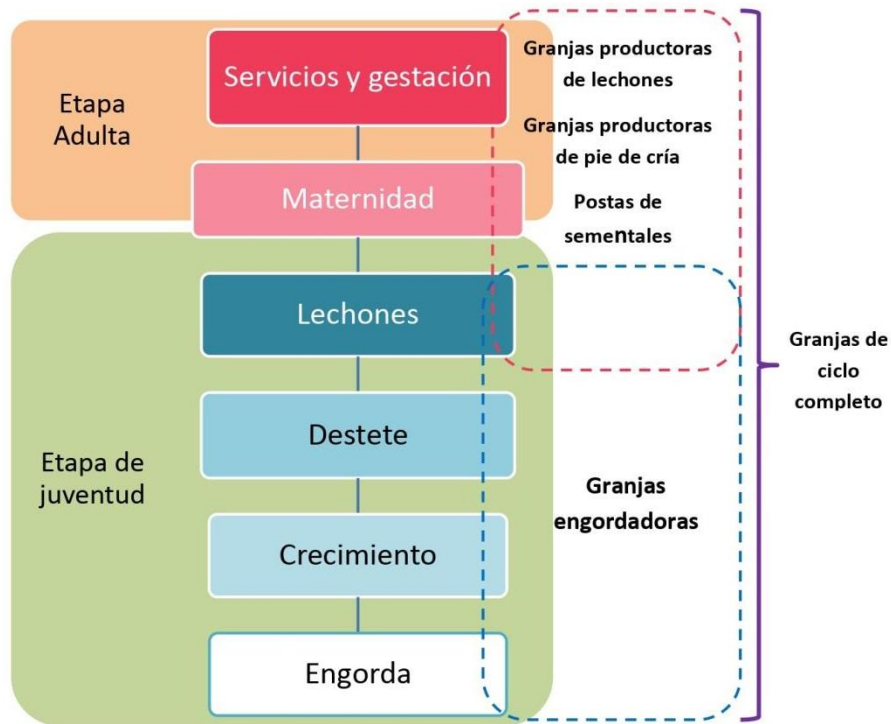 Etapa
Adulta
Servicios y gestación
Maternidad
Granjas productoras
de lechones
Granjas productoras
de pie de cría
Postas de
sementales
Etapa de
juventud
Lechones
Destete
Crecimiento
Engorda
Granjas
engordadoras
Granjas de
ciclo
completo